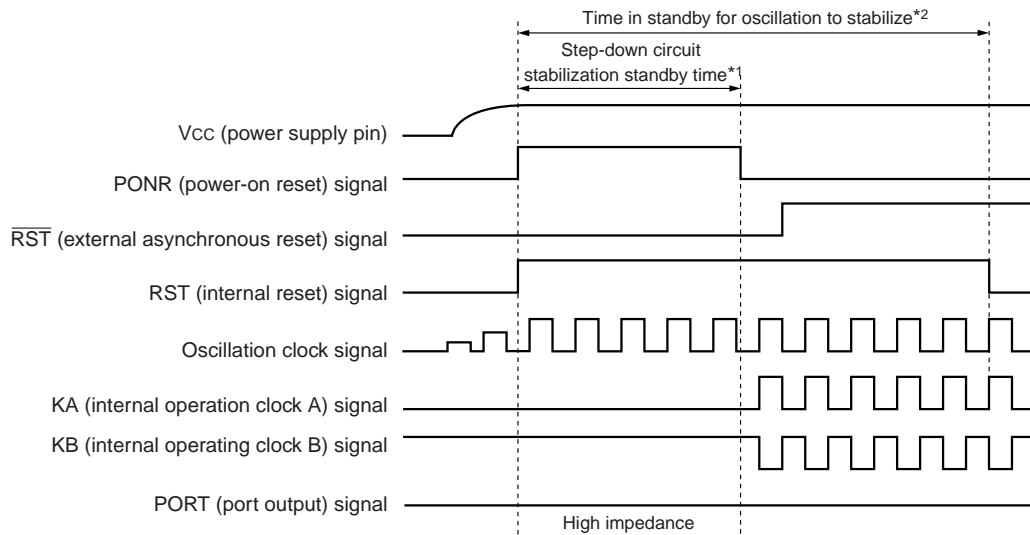 Time in standby for oscillation to stabilize*2
Step-down circuit
stabilization standby time*1
Vcc (power supply pin)
PONR (power-on reset) signal
R̅S̅T̅ (external asynchronous reset) signal
RST (internal reset) signal
Oscillation clock signal
KA (internal operation clock A) signal
KB (internal operating clock B) signal
PORT (port output) signal
High impedance